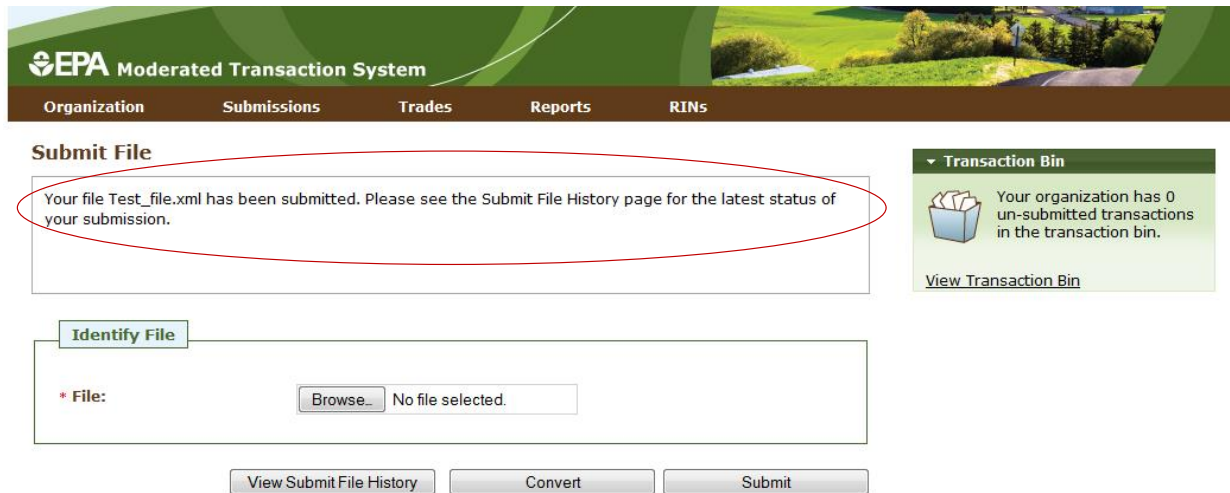 EPA Moderated Transaction System
Organization Submissions Trades Reports RINs
Submit File
Your file Test_file.xml has been submitted. Please see the Submit File History page for the latest status of
your submission.
Transaction Bin
Your organization has 0
un-submitted transactions
in the transaction bin.
View Transaction Bin
Identify File
* File:
Browse_ No file selected.
View Submit File History Convert Submit